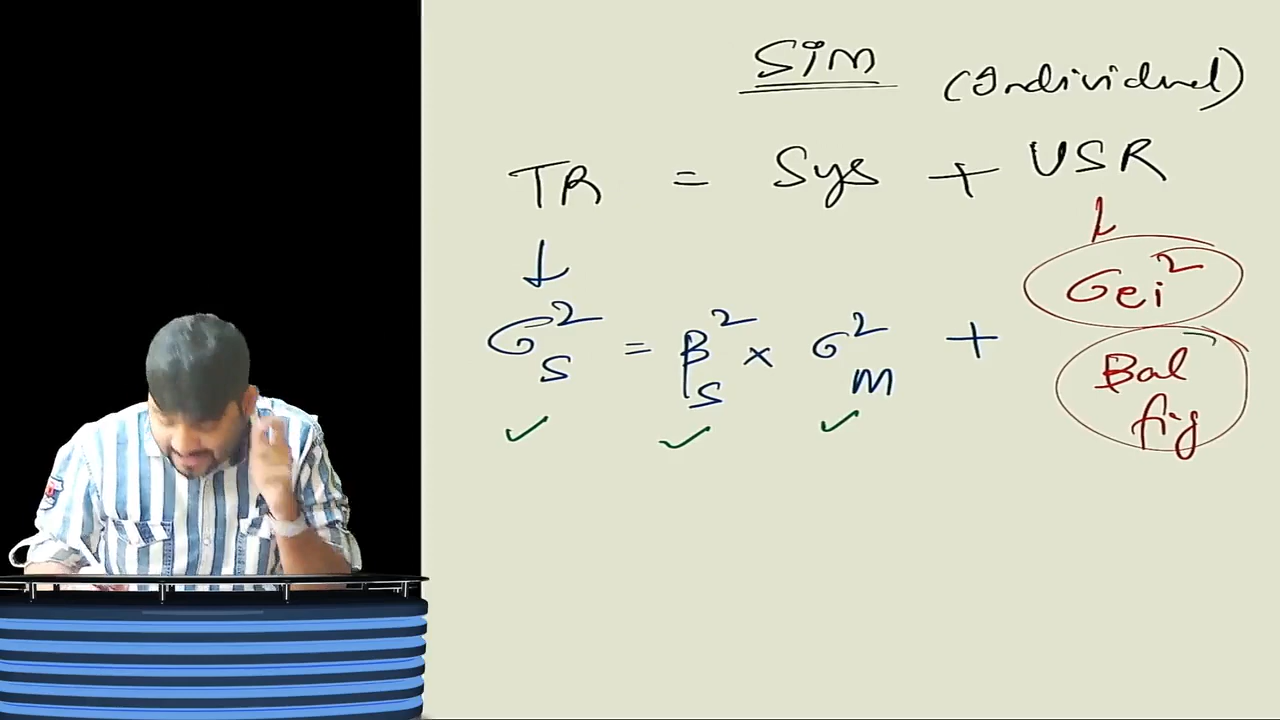 SIM (Individual)
TR = Sys + USR
↓ ↓
σ²s = β²s × σ²m + σei²
Bal fig
✓ ✓ ✓